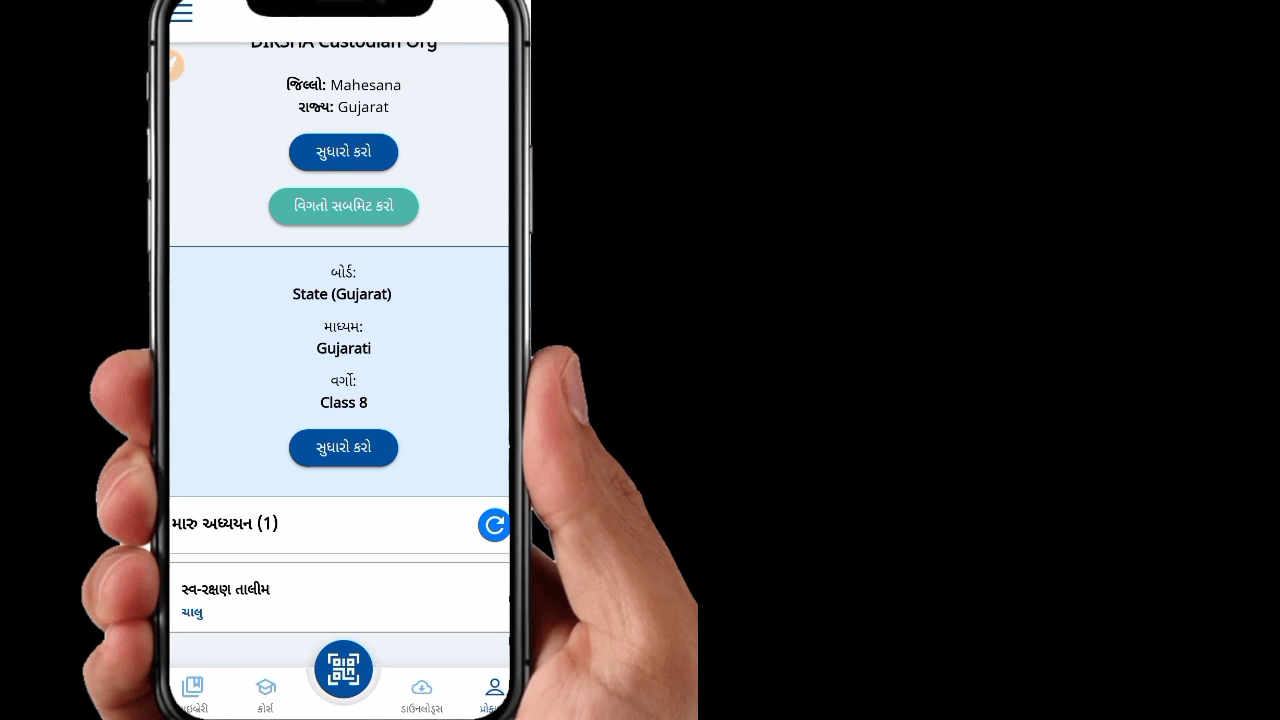 DIKSHA Custodian Org
જિલ્લો: Mahesana
રાજ્ય: Gujarat
સુધારો કરો
વિગતો સબમિટ કરો
બોર્ડ:
State (Gujarat)
માધ્યમ:
Gujarati
વર્ગો:
Class 8
સુધારો કરો
મારુ અધ્યયન (1)
સ્વ-રક્ષણ તાલીમ
ચાલુ
કોર્સ
ડાઉનલોડ્સ